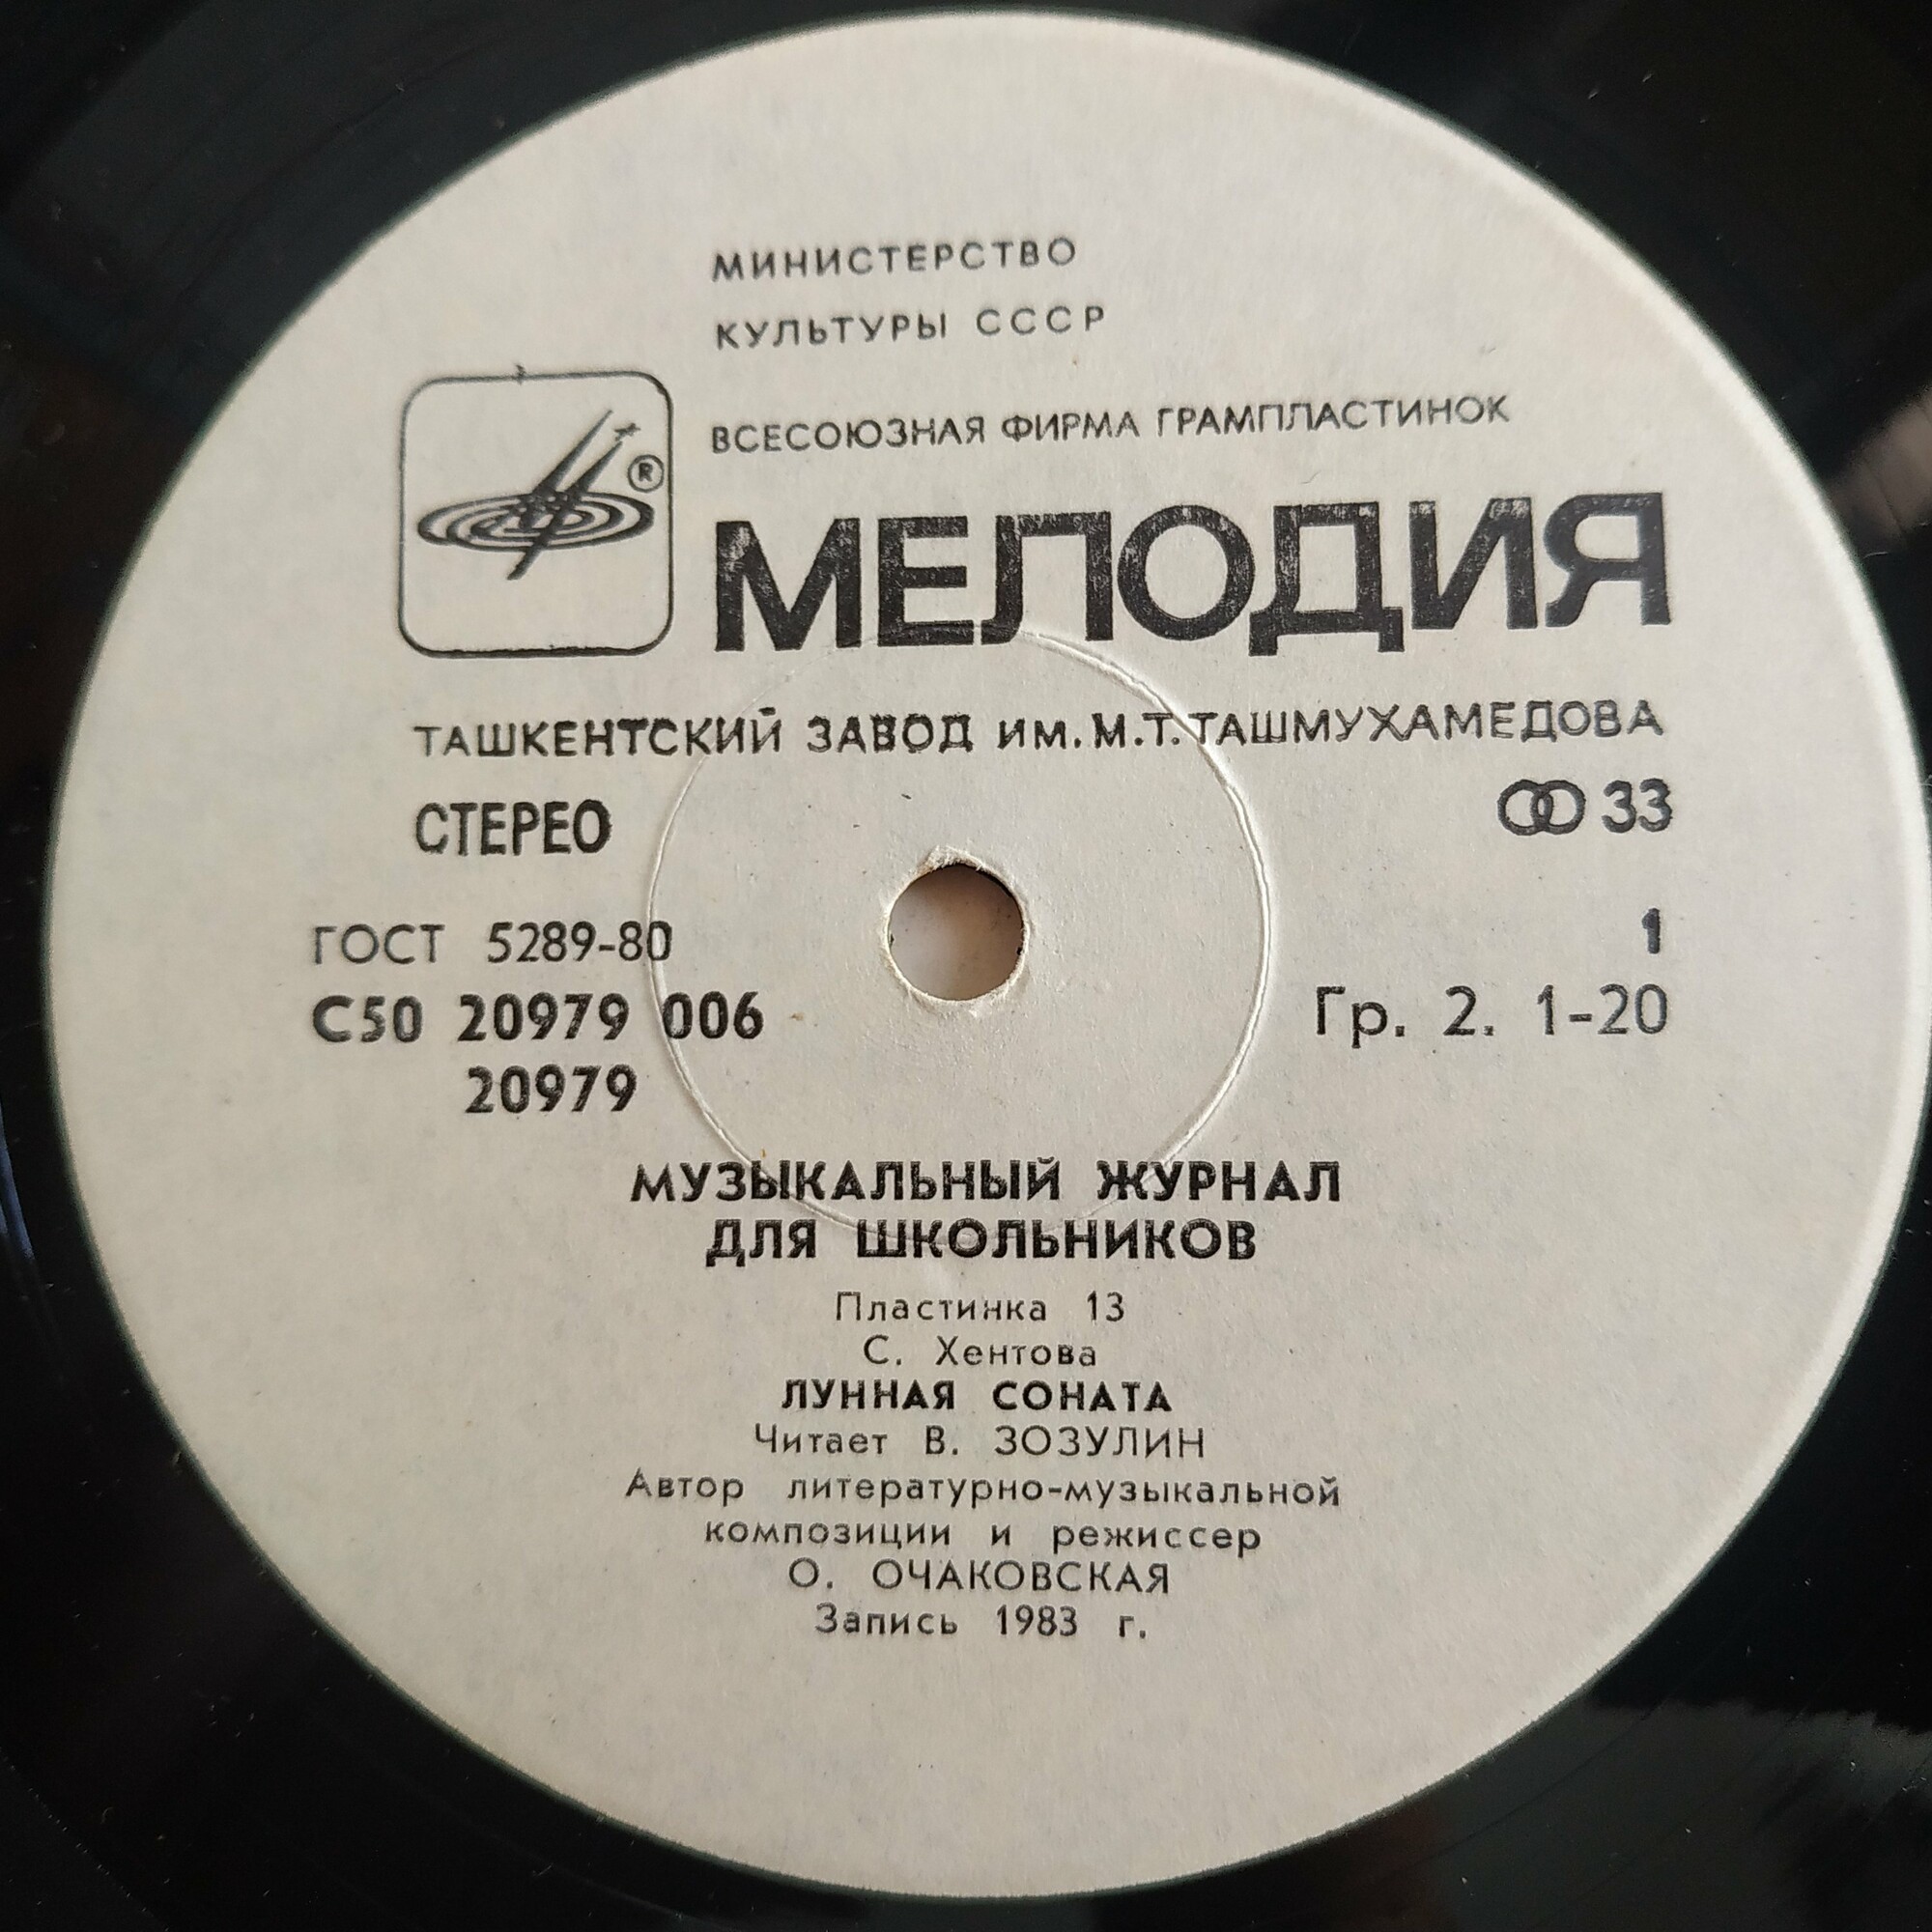 МИНИСТЕРСТВО
КУЛЬТУРЫ СССР
ВСЕСОЮЗНАЯ ФИРМА ГРАМПЛАСТИНОК
®
МЕЛОДИЯ
ТАШКЕНТСКИЙ ЗАВОД им. М.Т. ТАШМУХАМЕДОВА
СТЕРЕО 33
ГОСТ 5289-80 1
С50 20979 006 Гр. 2. 1-20
20979
МУЗЫКАЛЬНЫЙ ЖУРНАЛ
ДЛЯ ШКОЛЬНИКОВ
Пластинка 13
С. Хентова
ЛУННАЯ СОНАТА
Читает В. ЗОЗУЛИН
Автор литературно-музыкальной
композиции и режиссер
О. ОЧАКОВСКАЯ
Запись 1983 г.